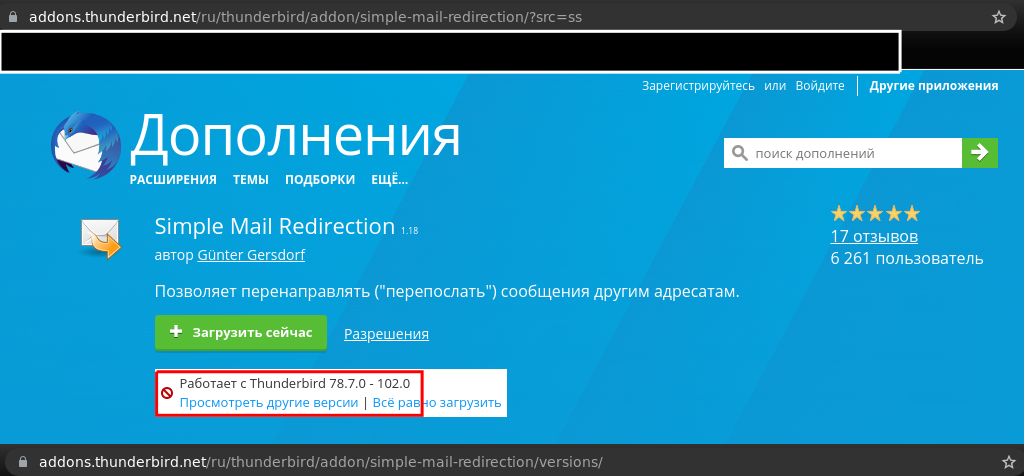 addons.thunderbird.net/ru/thunderbird/addon/simple-mail-redirection/?src=ss
Зарегистрируйтесь или Войдите Другие приложения
Дополнения
поиск дополнений
РАСШИРЕНИЯ ТЕМЫ ПОДБОРКИ ЕЩЁ...
Simple Mail Redirection 1.18
автор Günter Gersdorf
17 отзывов
6 261 пользователь
Позволяет перенаправлять ("перепослать") сообщения другим адресатам.
Загрузить сейчас Разрешения
Работает с Thunderbird 78.7.0 - 102.0
Просмотреть другие версии | Всё равно загрузить
addons.thunderbird.net/ru/thunderbird/addon/simple-mail-redirection/versions/